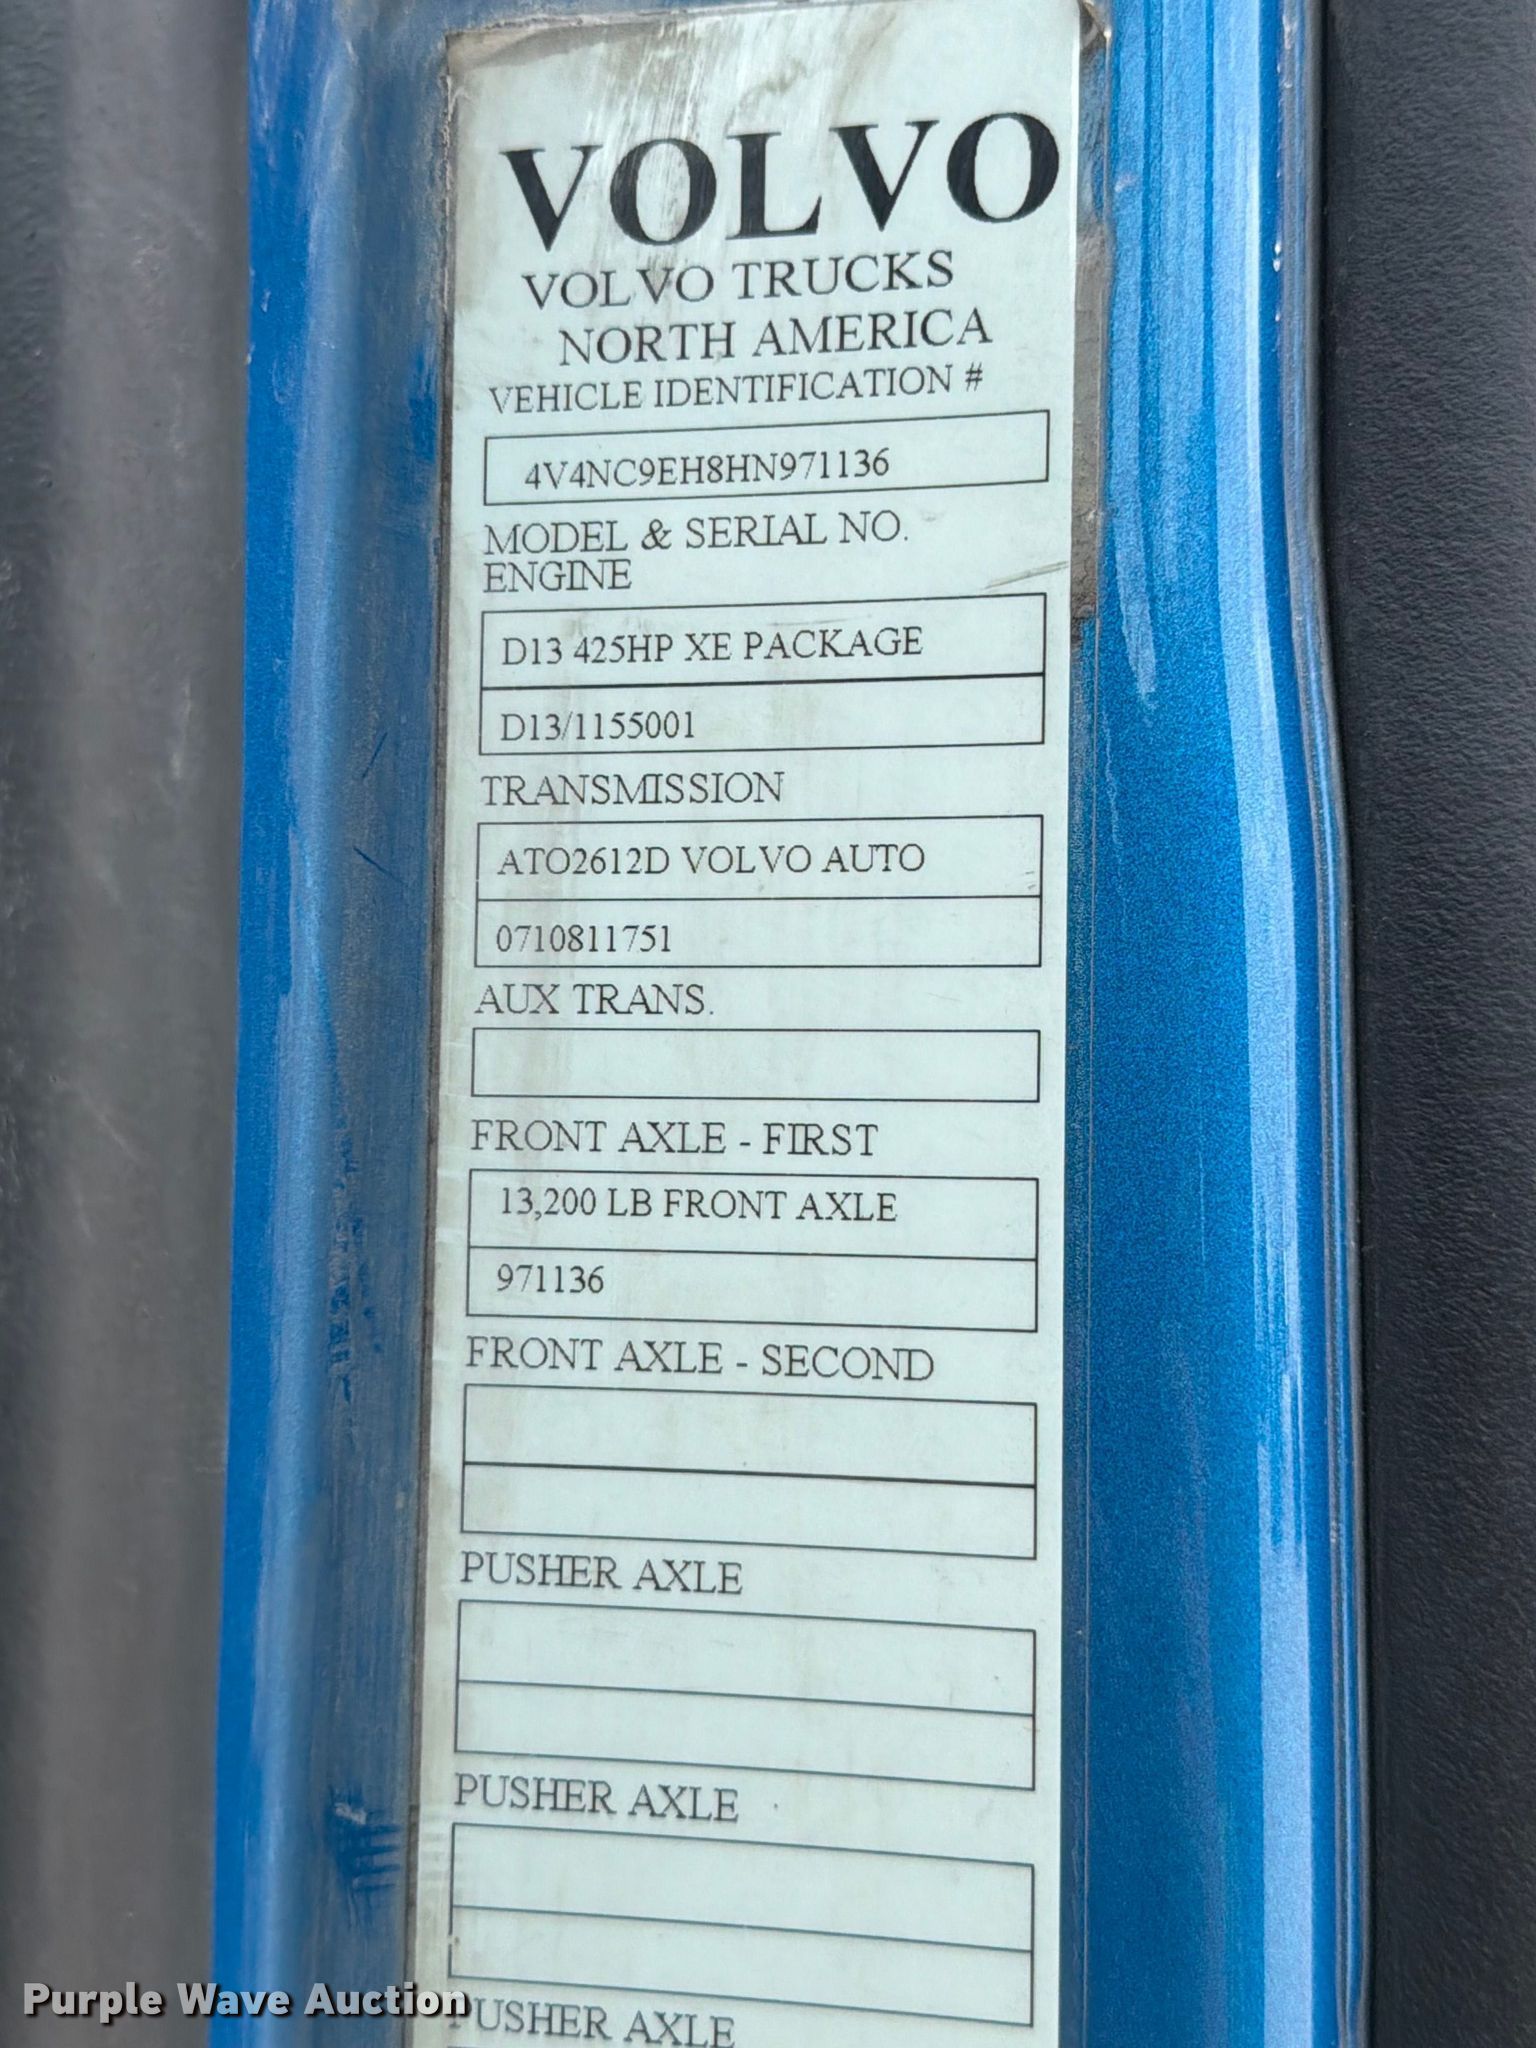 VOLVO
VOLVO TRUCKS
NORTH AMERICA
VEHICLE IDENTIFICATION #
4V4NC9EH8HN971136
MODEL & SERIAL NO.
ENGINE
D13 425HP XE PACKAGE
D13/1155001
TRANSMISSION
ATO2612D VOLVO AUTO
0710811751
AUX TRANS.
FRONT AXLE - FIRST
13,200 LB FRONT AXLE
971136
FRONT AXLE - SECOND
PUSHER AXLE
PUSHER AXLE
PUSHER AXLE
Purple Wave Auction